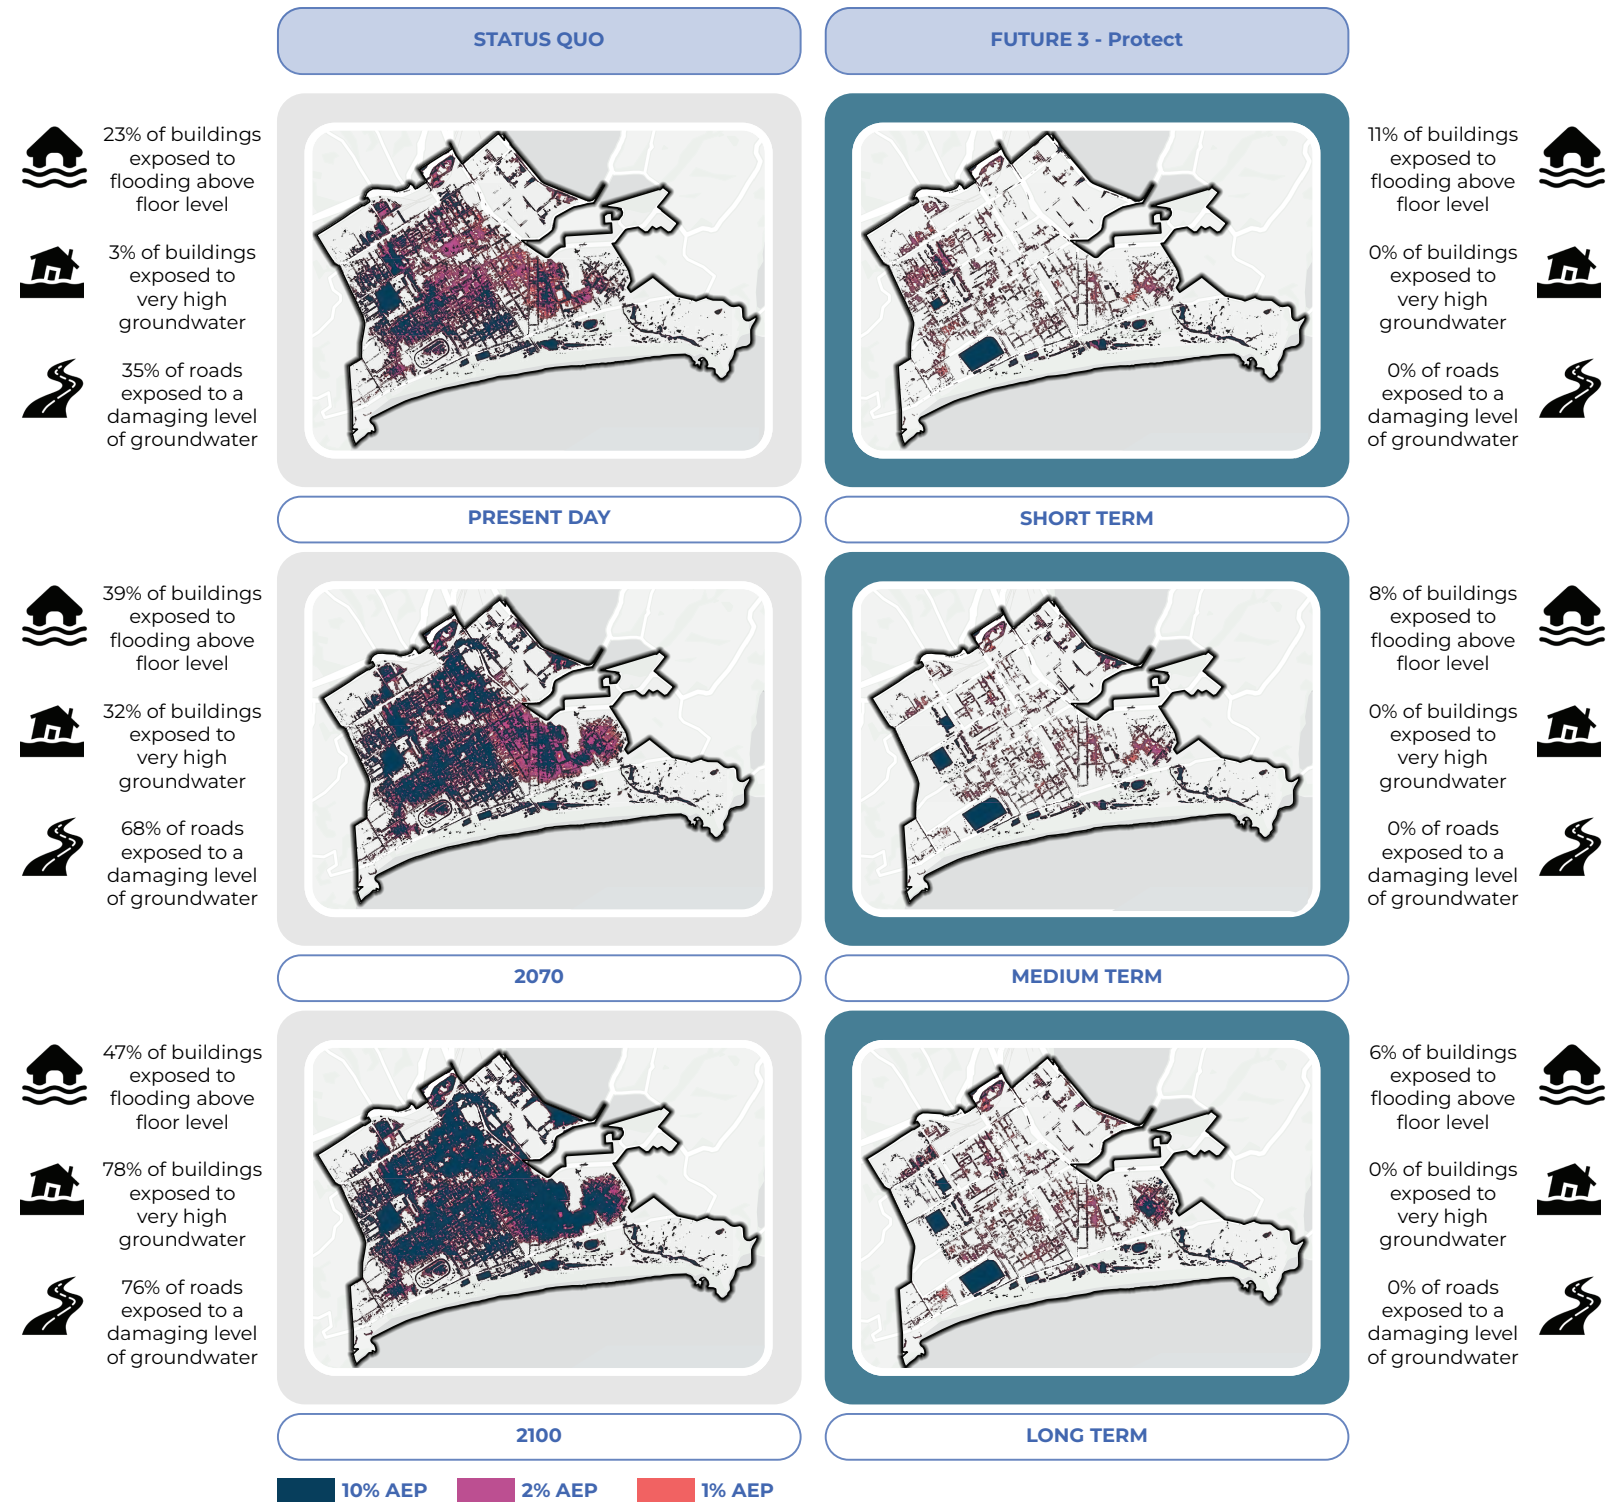 STATUS QUO
FUTURE 3 - Protect
23% of buildings
exposed to
flooding above
floor level
3% of buildings
exposed to
very high
groundwater
35% of roads
exposed to a
damaging level
of groundwater
11% of buildings
exposed to
flooding above
floor level
0% of buildings
exposed to
very high
groundwater
0% of roads
exposed to a
damaging level
of groundwater
PRESENT DAY
SHORT TERM
39% of buildings
exposed to
flooding above
floor level
32% of buildings
exposed to
very high
groundwater
68% of roads
exposed to a
damaging level
of groundwater
8% of buildings
exposed to
flooding above
floor level
0% of buildings
exposed to
very high
groundwater
0% of roads
exposed to a
damaging level
of groundwater
2070
MEDIUM TERM
47% of buildings
exposed to
flooding above
floor level
78% of buildings
exposed to
very high
groundwater
76% of roads
exposed to a
damaging level
of groundwater
6% of buildings
exposed to
flooding above
floor level
0% of buildings
exposed to
very high
groundwater
0% of roads
exposed to a
damaging level
of groundwater
2100
LONG TERM
10% AEP
2% AEP
1% AEP